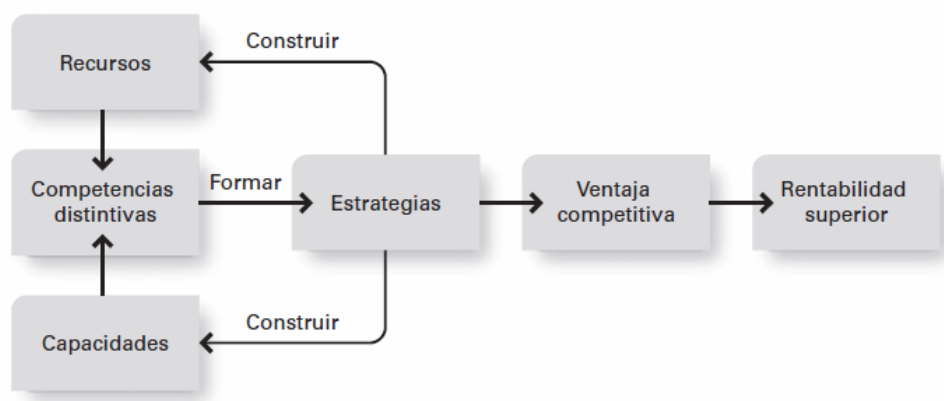 Recursos
Construir
Competencias
distintivas
Formar
Estrategias
Ventaja
competitiva
Rentabilidad
superior
Capacidades
Construir